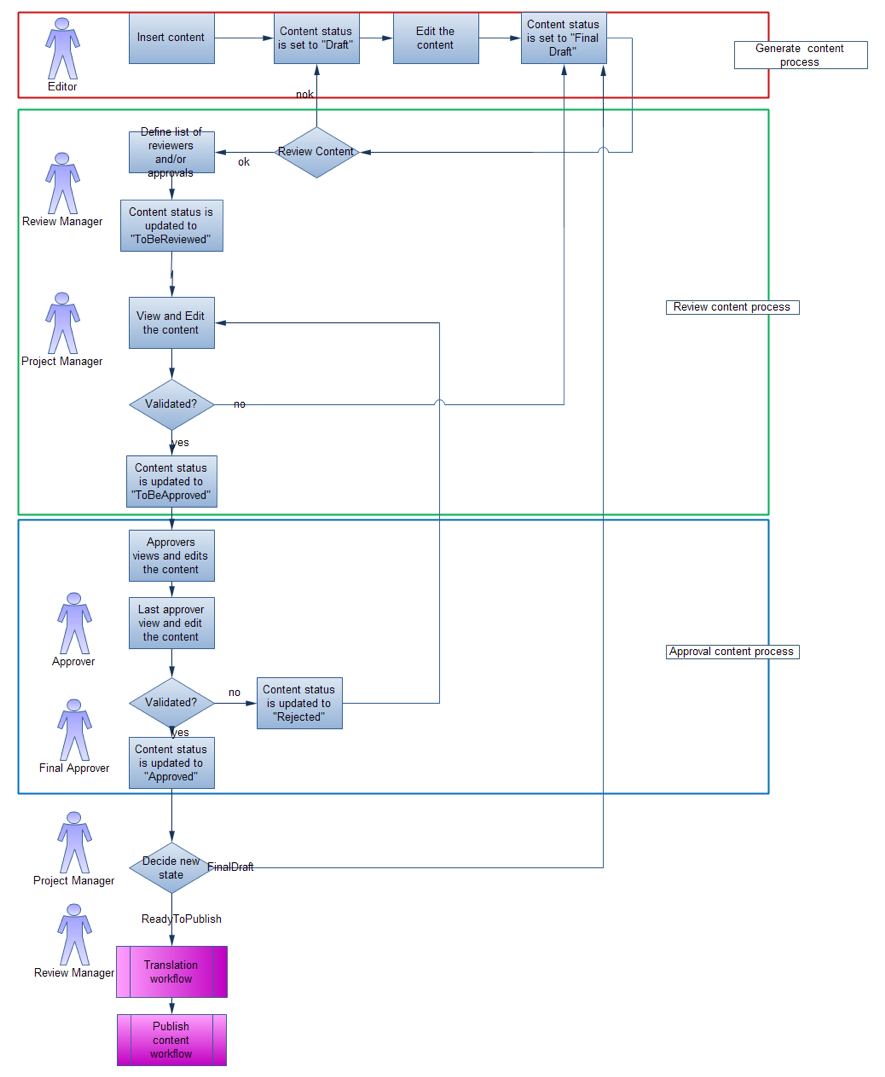 Insert content
Content status
is set to "Draft"
Edit the
content
Content status
is set to "Final
Draft"
Generate content
process
Editor
nok
Define list of
reviewers
and/or
approvals
ok
Review Content
Review Manager
Content status is
updated to
"ToBeReviewed"
Project Manager
View and Edit
the content
Review content process
Validated?
no
yes
Content status
is updated to
"ToBeApproved"
Approvers
views and edits
the content
Last approver
view and edit
the content
Approver
Approval content process
Validated?
no
Content status
is updated to
"Rejected"
yes
Final Approver
Content status
is updated to
"Approved"
Project Manager
Decide new
state
FinalDraft
ReadyToPublish
Review Manager
Translation
workflow
Publish
content
workflow